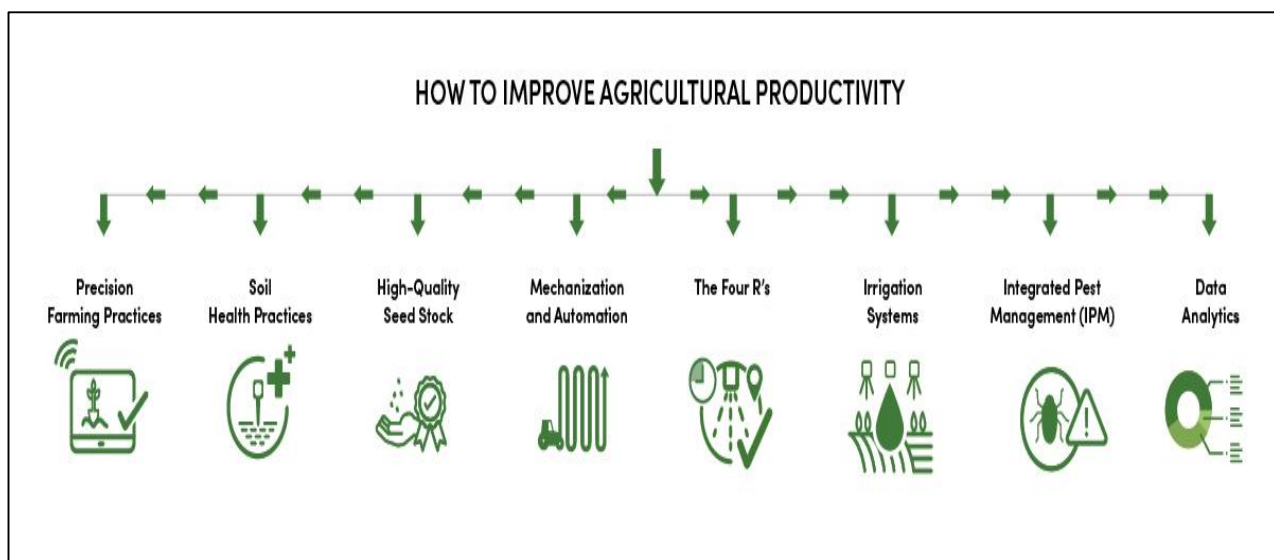 HOW TO IMPROVE AGRICULTURAL PRODUCTIVITY
Precision
Farming Practices
Soil
Health Practices
High-Quality
Seed Stock
Mechanization
and Automation
The Four R's
Irrigation
Systems
Integrated Pest
Management (IPM)
Data
Analytics